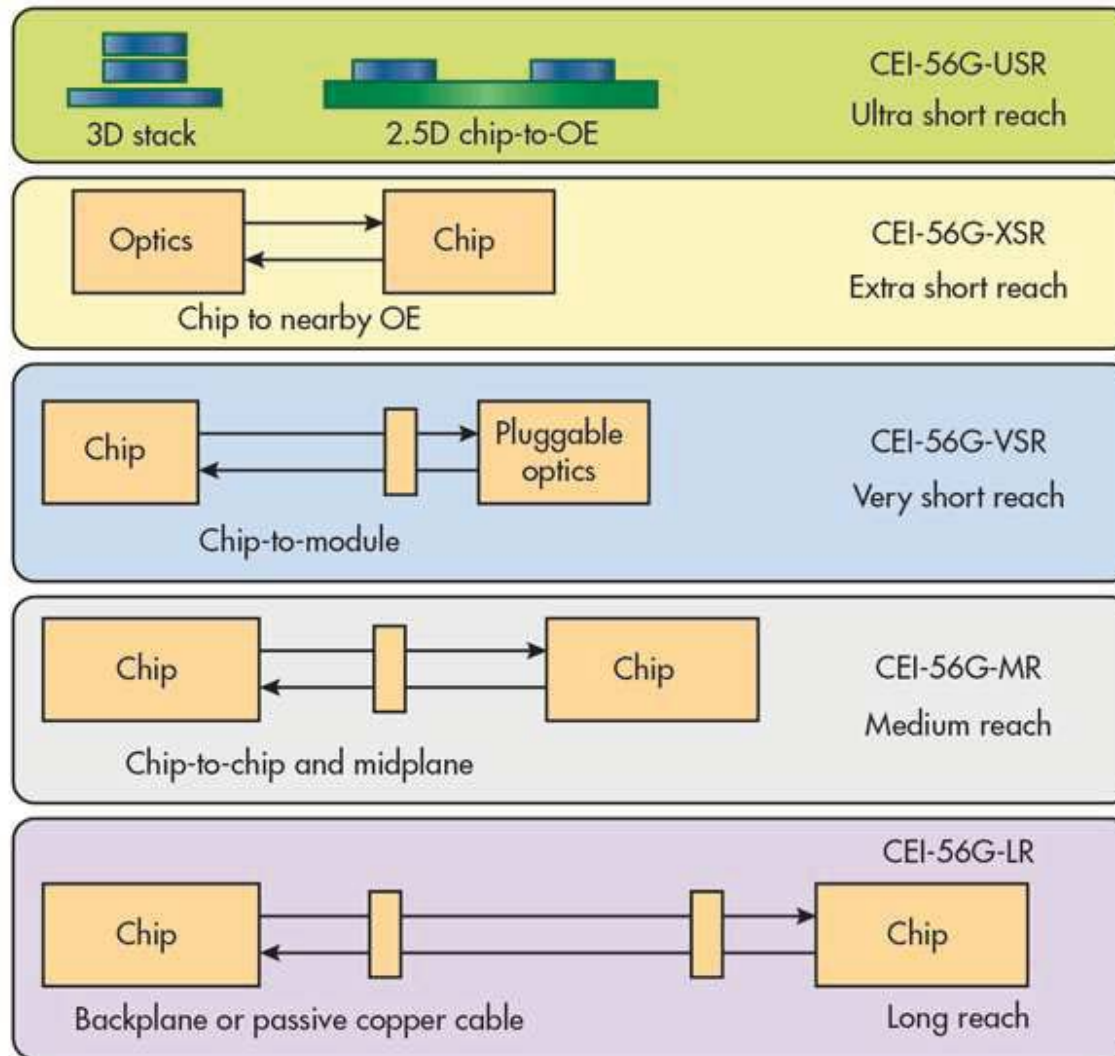 3D stack
2.5D chip-to-OE
CEI-56G-USR
Ultra short reach
Optics
Chip
Chip to nearby OE
CEI-56G-XSR
Extra short reach
Chip
Pluggable
optics
Chip-to-module
CEI-56G-VSR
Very short reach
Chip
Chip
Chip-to-chip and midplane
CEI-56G-MR
Medium reach
CEI-56G-LR
Chip
Chip
Backplane or passive copper cable
Long reach